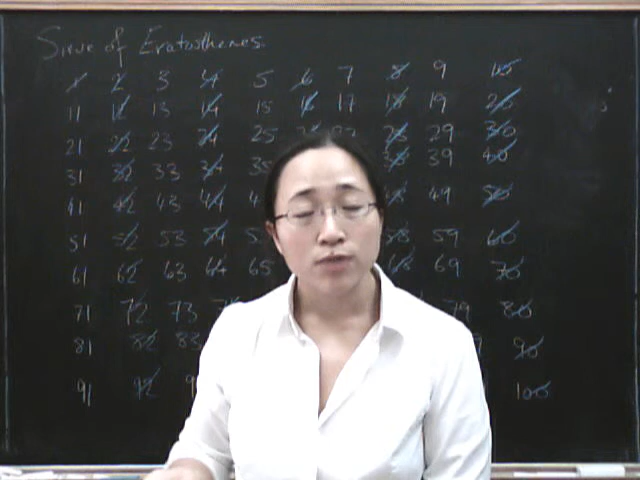 Sieve of Eratosthenes
1 2 3 4 5 6 7 8 9 10
11 12 13 14 15 16 17 18 19 20
21 22 23 24 25 28 29 30
31 32 33 34 38 39 40
41 42 43 44 48 49 50
51 52 53 54 58 59 60
61 62 63 64 65 68 69 70
71 72 73 79 80
81 82 83 90
91 92 100